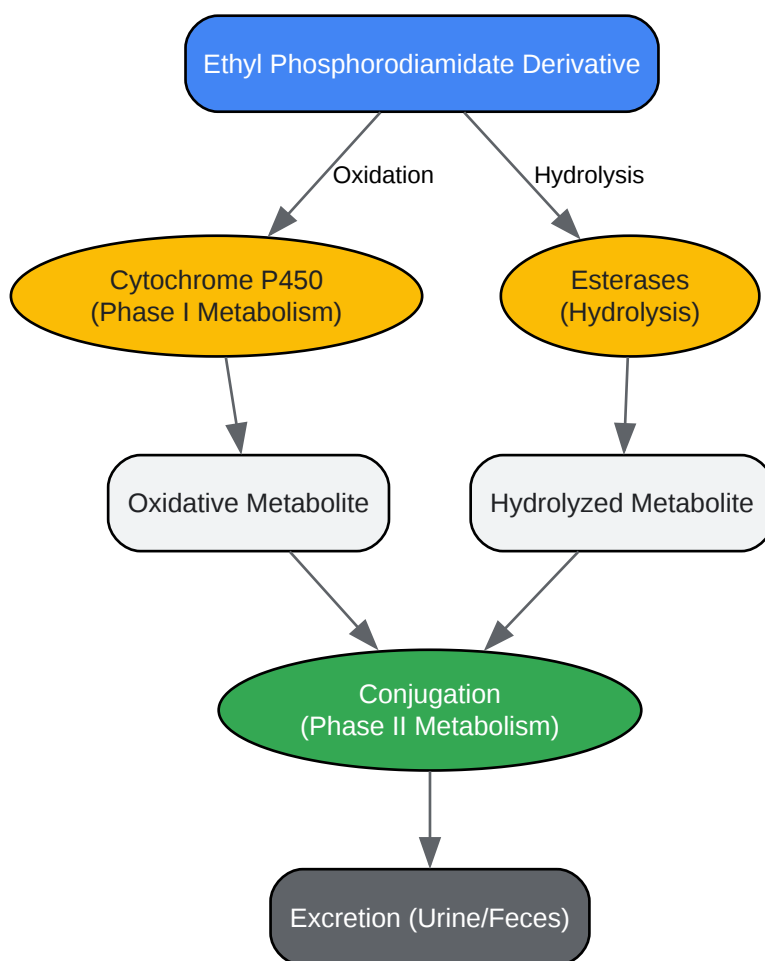 Ethyl Phosphorodiamidate Derivative
Oxidation
Hydrolysis
Cytochrome P450
(Phase I Metabolism)
Esterases
(Hydrolysis)
Oxidative Metabolite
Hydrolyzed Metabolite
Conjugation
(Phase II Metabolism)
Excretion (Urine/Feces)